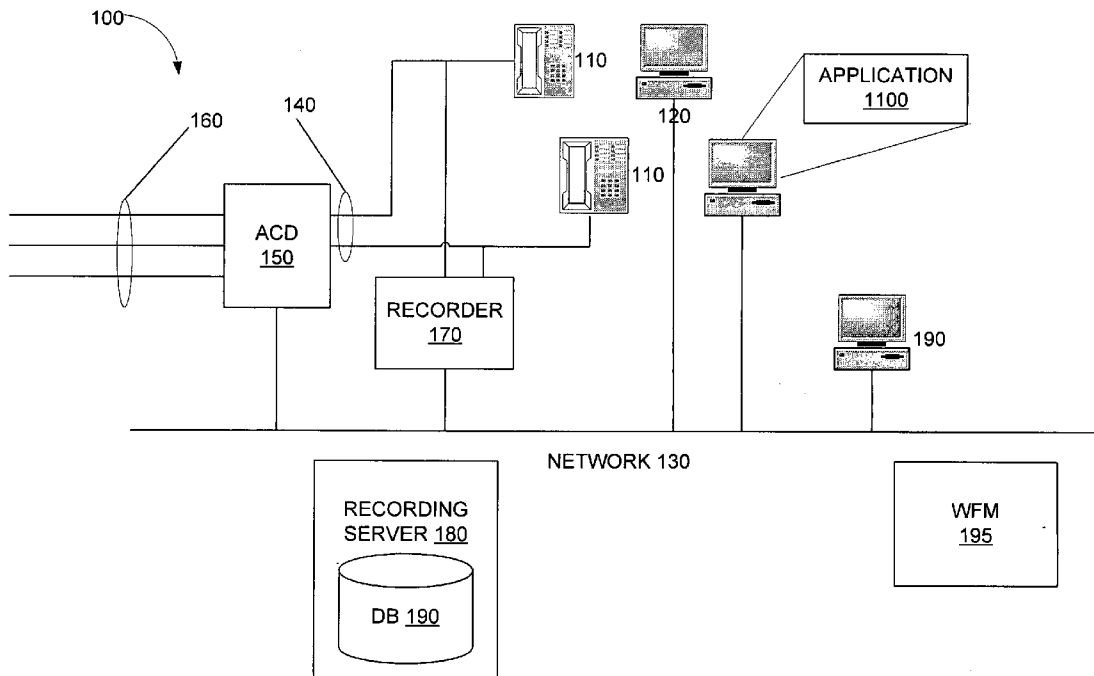 100
110
120
APPLICATION
1100
160
140
110
ACD
150
RECORDER
170
190
NETWORK 130
RECORDING
SERVER 180
DB 190
WFM
195